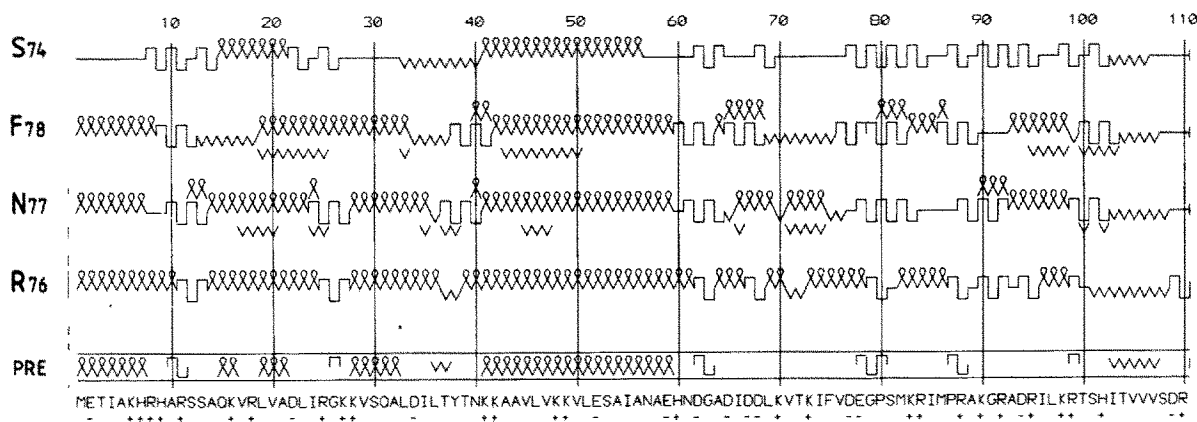 10 20 30 40 50 60 70 80 90 100 110
S74
F78
N77
R76
PRE
METIAKHRHARSSAQKVRLVADLIRGKKVSQALDILTYTNKKAAVLVKKVLESAIANAEHNDGADIDDLKVTKIFVDEGPSMKRIMPRAKGRADRILKRTSHITVVVSDR
- ++++ + + + - + ++ - ++ ++ - -+ - - -- + + -- ++ + + + -+ ++ + -+